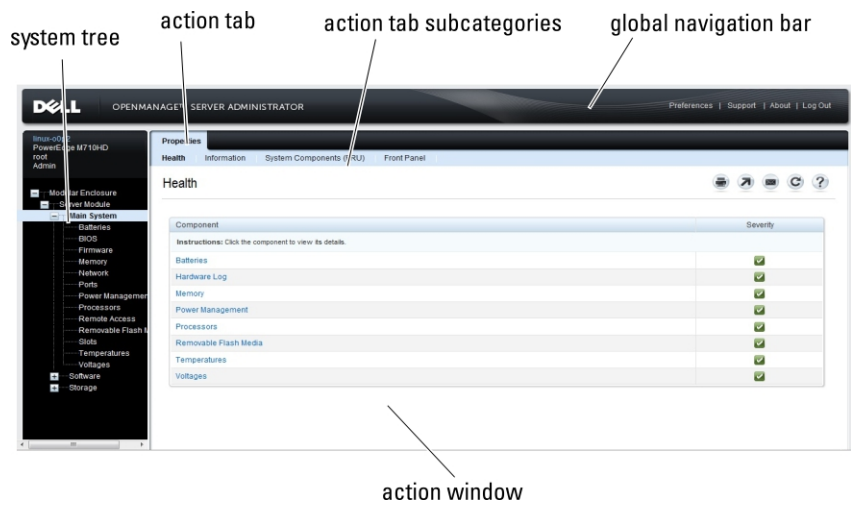 system tree
action tab
action tab subcategories
global navigation bar
DELL
OPENMANAGE™ SERVER ADMINISTRATOR
Preferences | Support | About | Log Out
PowerEdge M710HD
root
Admin
Properties
Health Information System Components (FRU) Front Panel
Health
Modular Enclosure
Server Module
Main System
Batteries
BIOS
Firmware
Memory
Network
Ports
Power Managemen
Processors
Remote Access
Removable Flash M
Slots
Temperatures
Voltages
Software
Storage
Component Severity
Instructions: Click the component to view its details.
Batteries
Hardware Log
Memory
Power Management
Processors
Removable Flash Media
Temperatures
Voltages
action window